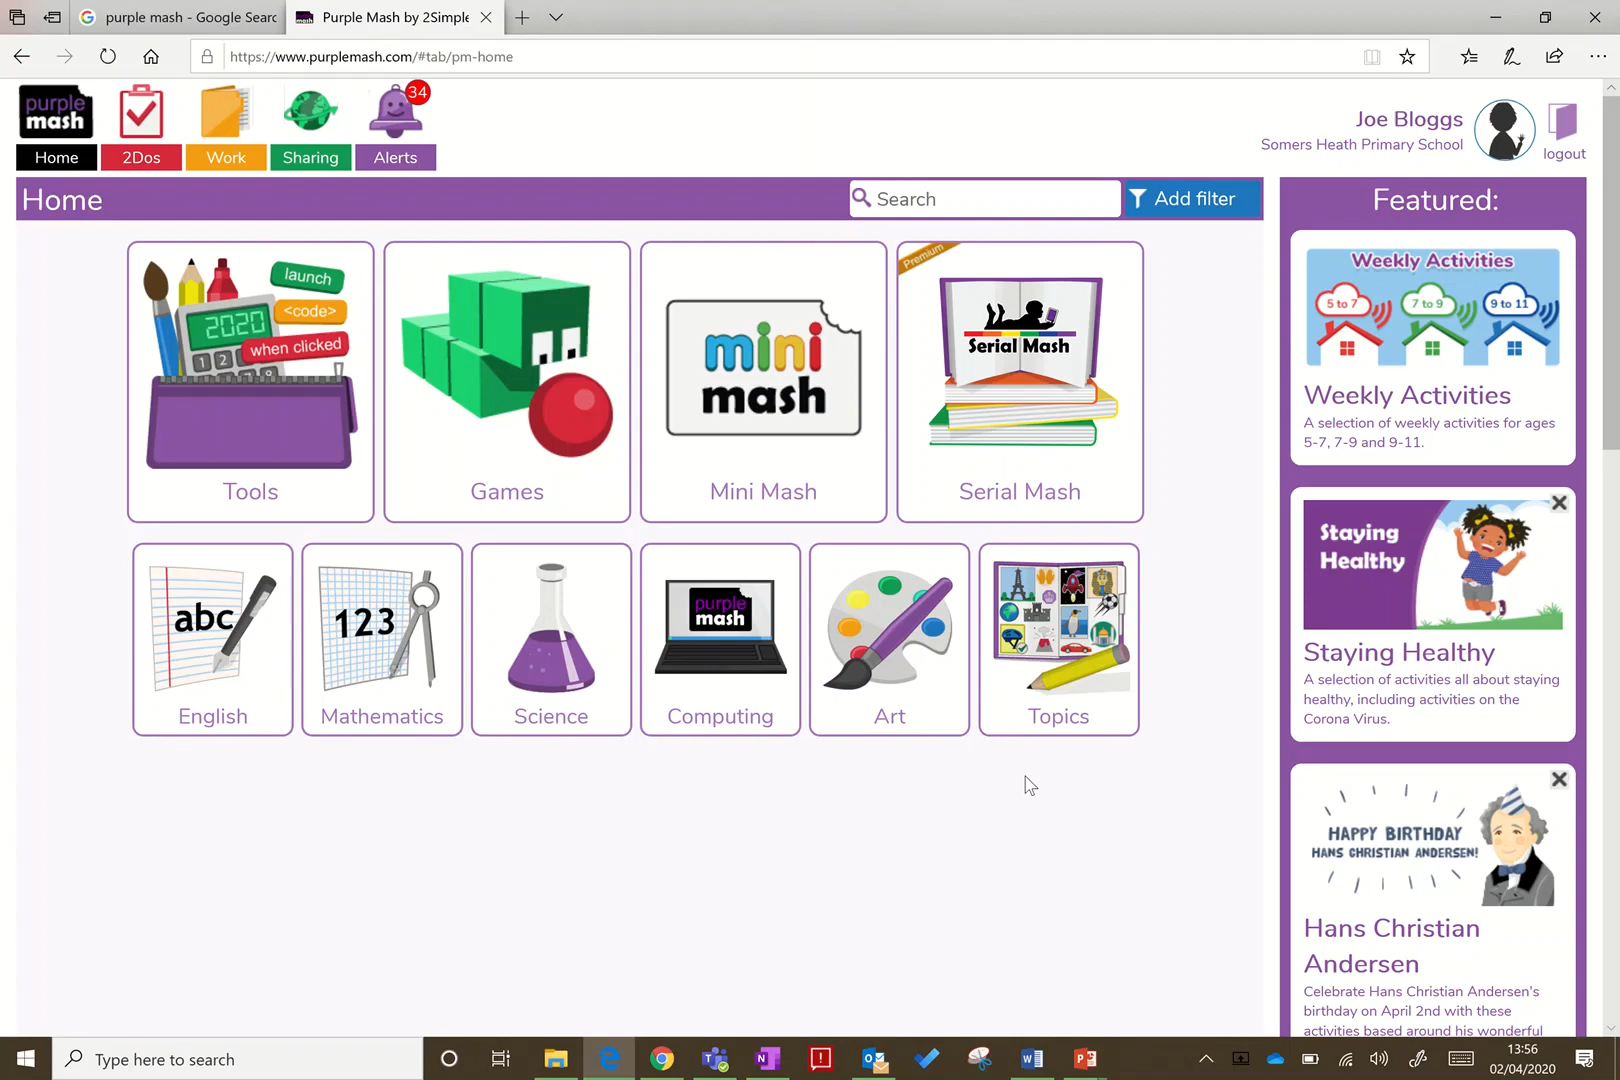 purple mash - Google Searc
Purple Mash by 2Simple
https://www.purplemash.com/#tab/pm-home
purple
mash
34
Home
2Dos
Work
Sharing
Alerts
Joe Bloggs
Somers Heath Primary School
logout
Home
Search
Add filter
Featured:
launch
<code>
2020
when clicked
1 2
Tools
Games
mini
mash
Mini Mash
Premium
Serial Mash
Serial Mash
Weekly Activities
5 to 7
7 to 9
9 to 11
Weekly Activities
A selection of weekly activities for ages
5-7, 7-9 and 9-11.
Staying
Healthy
Staying Healthy
A selection of activities all about staying
healthy, including activities on the
Corona Virus.
abc
English
123
Mathematics
Science
purple
mash
Computing
Art
Topics
HAPPY BIRTHDAY
HANS CHRISTIAN ANDERSEN!
Hans Christian
Andersen
Celebrate Hans Christian Andersen's
birthday on April 2nd with these
activities based around his wonderful
Type here to search
13:56
02/04/2020